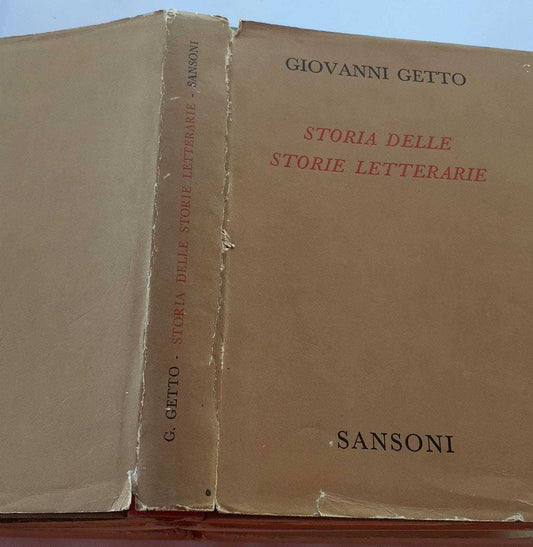 GIOVANNI GETTO
STORIA DELLE
STORIE LETTERARIE
SANSONI
G. GETTO - STORIA DELLE STORIE LETTERARIE - SANSONI